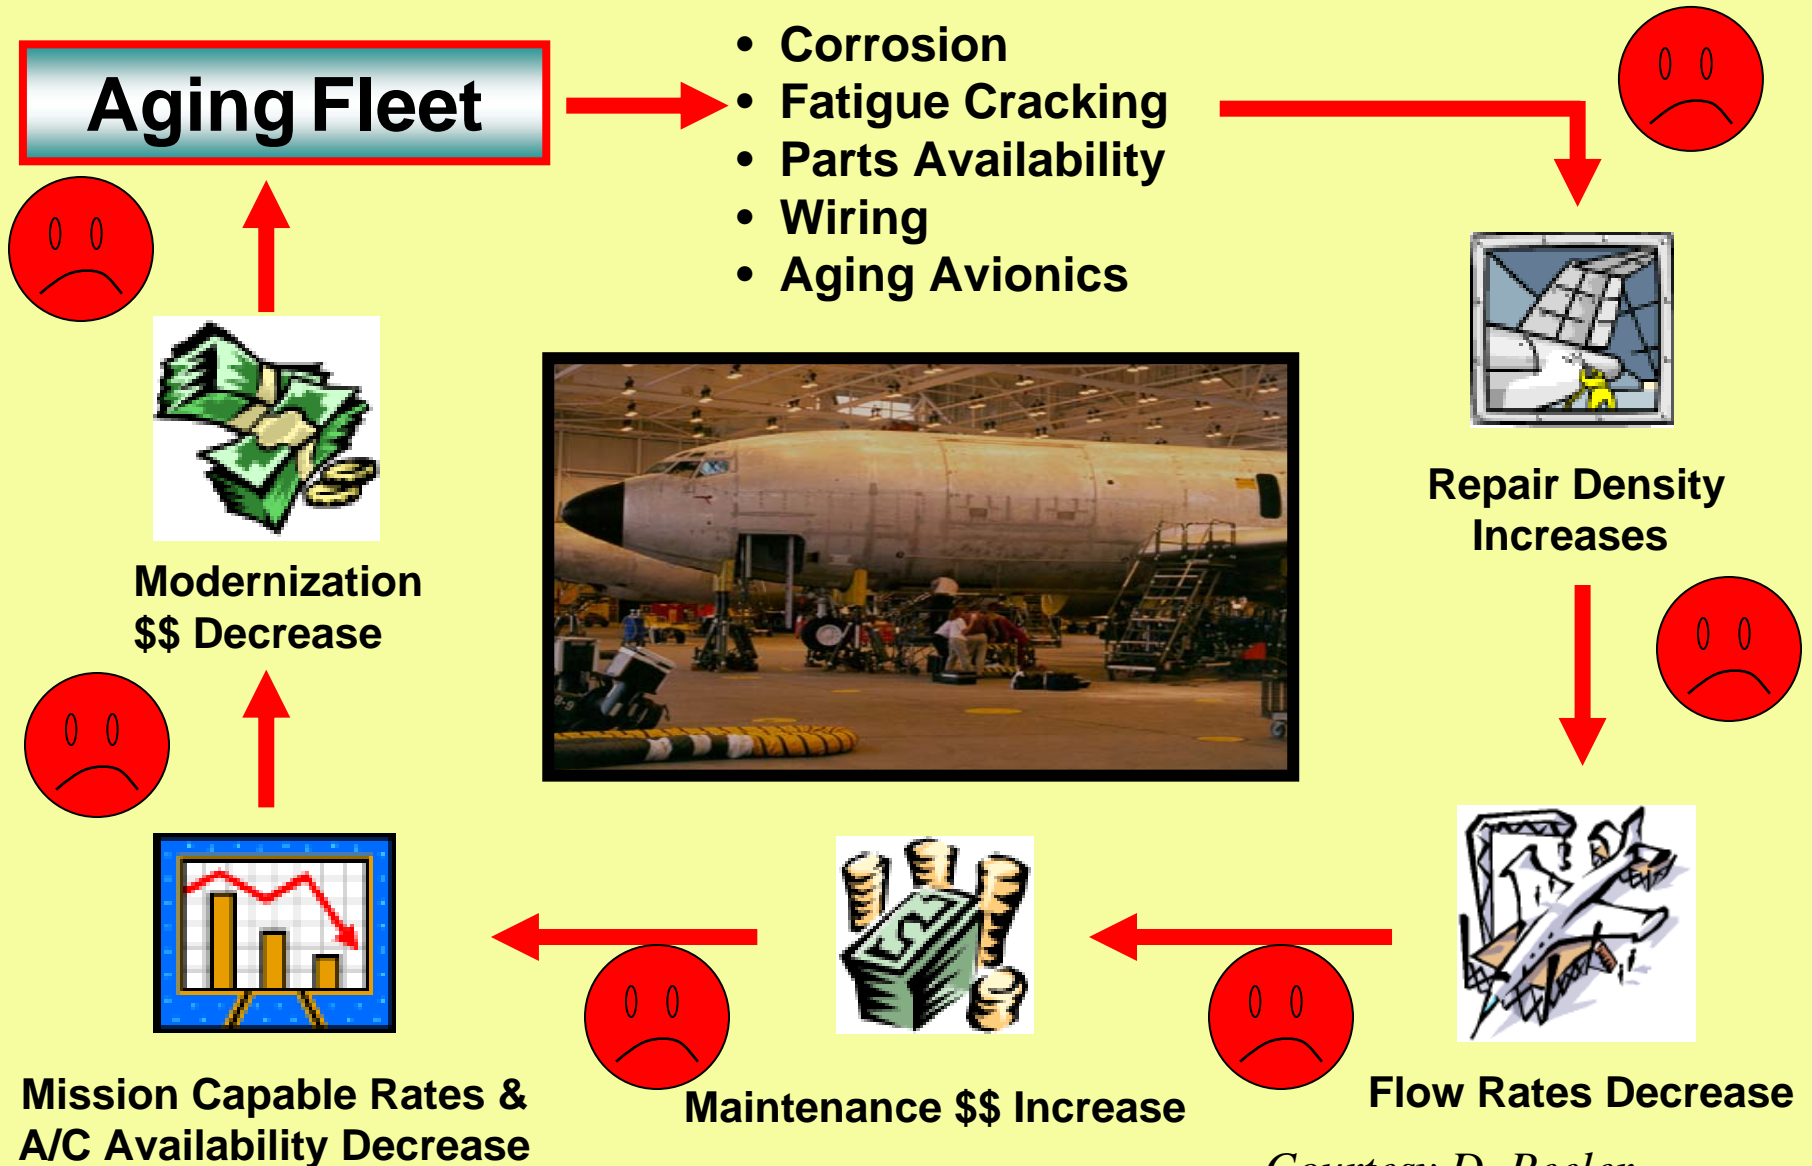 Aging Fleet
• Corrosion
• Fatigue Cracking
• Parts Availability
• Wiring
• Aging Avionics
Repair Density
Increases
Modernization
$$ Decrease
Flow Rates Decrease
Maintenance $$ Increase
Mission Capable Rates &
A/C Availability Decrease
Courtesy D.